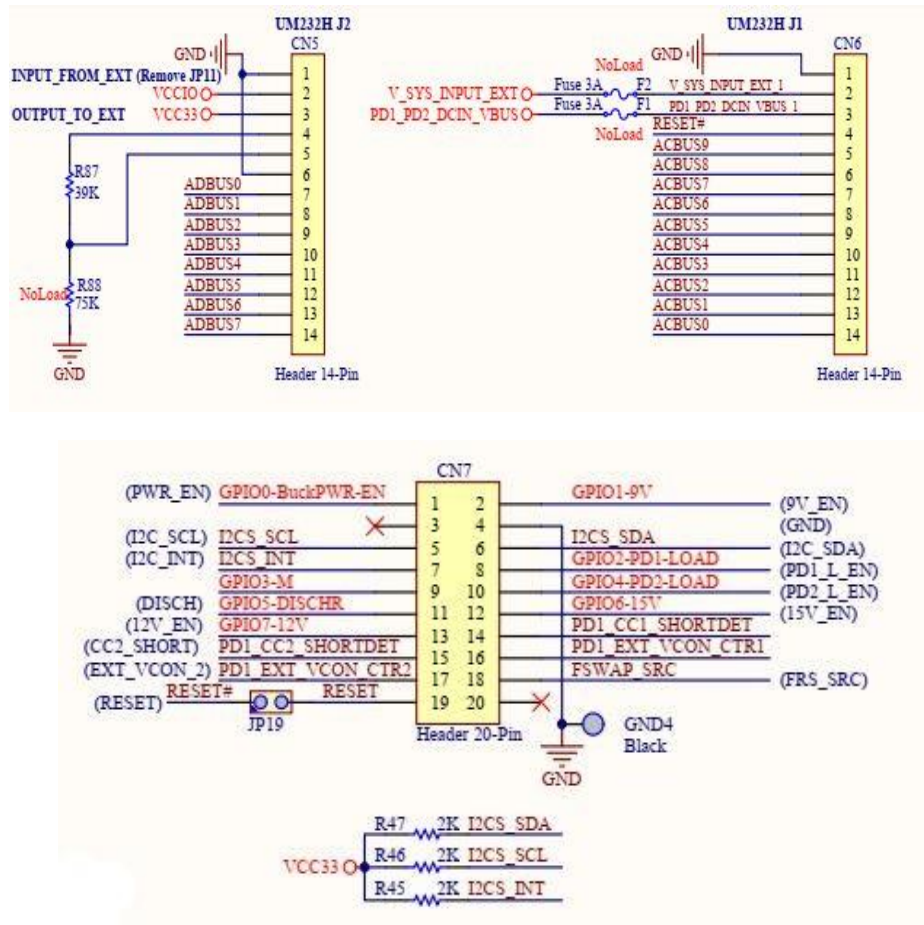 UM232H J2
CN5
GND
INPUT_FROM_EXT (Remove JP11)
VCCIO
OUTPUT_TO_EXT VCC33
1
2
3
4
5
6
7
8
9
10
11
12
13
14
R87
39K
ADBUS0
ADBUS1
ADBUS2
ADBUS3
ADBUS4
ADBUS5
ADBUS6
ADBUS7
NoLoad R88
75K
GND
Header 14-Pin
UM232H J1
CN6
GND
NoLoad
V_SYS_INPUT_EXT Fuse 3A F2 V_SYS_INPUT_EXT_1
PD1_PD2_DCIN_VBUS Fuse 3A F1 PD1_PD2_DCIN_VBUS_1
NoLoad
RESET#
ACBUS9
ACBUS8
ACBUS7
ACBUS6
ACBUS5
ACBUS4
ACBUS3
ACBUS2
ACBUS1
ACBUS0
1
2
3
4
5
6
7
8
9
10
11
12
13
14
Header 14-Pin
CN7
(PWR_EN) GPIO0-BuckPWR-EN 1 2 GPIO1-9V (9V_EN)
3 4 (GND)
(I2C_SCL) I2CS_SCL 5 6 I2CS_SDA (I2C_SDA)
(I2C_INT) I2CS_INT 7 8 GPIO2-PD1-LOAD (PD1_L_EN)
GPIO3-M 9 10 GPIO4-PD2-LOAD (PD2_L_EN)
(DISCH) GPIO5-DISCHR 11 12 GPIO6-15V (15V_EN)
(12V_EN) GPIO7-12V 13 14 PD1_CC1_SHORTDET
(CC2_SHORT) PD1_CC2_SHORTDET 15 16 PD1_EXT_VCON_CTR1
(EXT_VCON_2) PD1_EXT_VCON_CTR2 17 18 FSWAP_SRC (FRS_SRC)
(RESET) RESET# RESET 19 20
JP19
Header 20-Pin
GND4
Black
GND
R47 2K I2CS_SDA
VCC33 R46 2K I2CS_SCL
R45 2K I2CS_INT